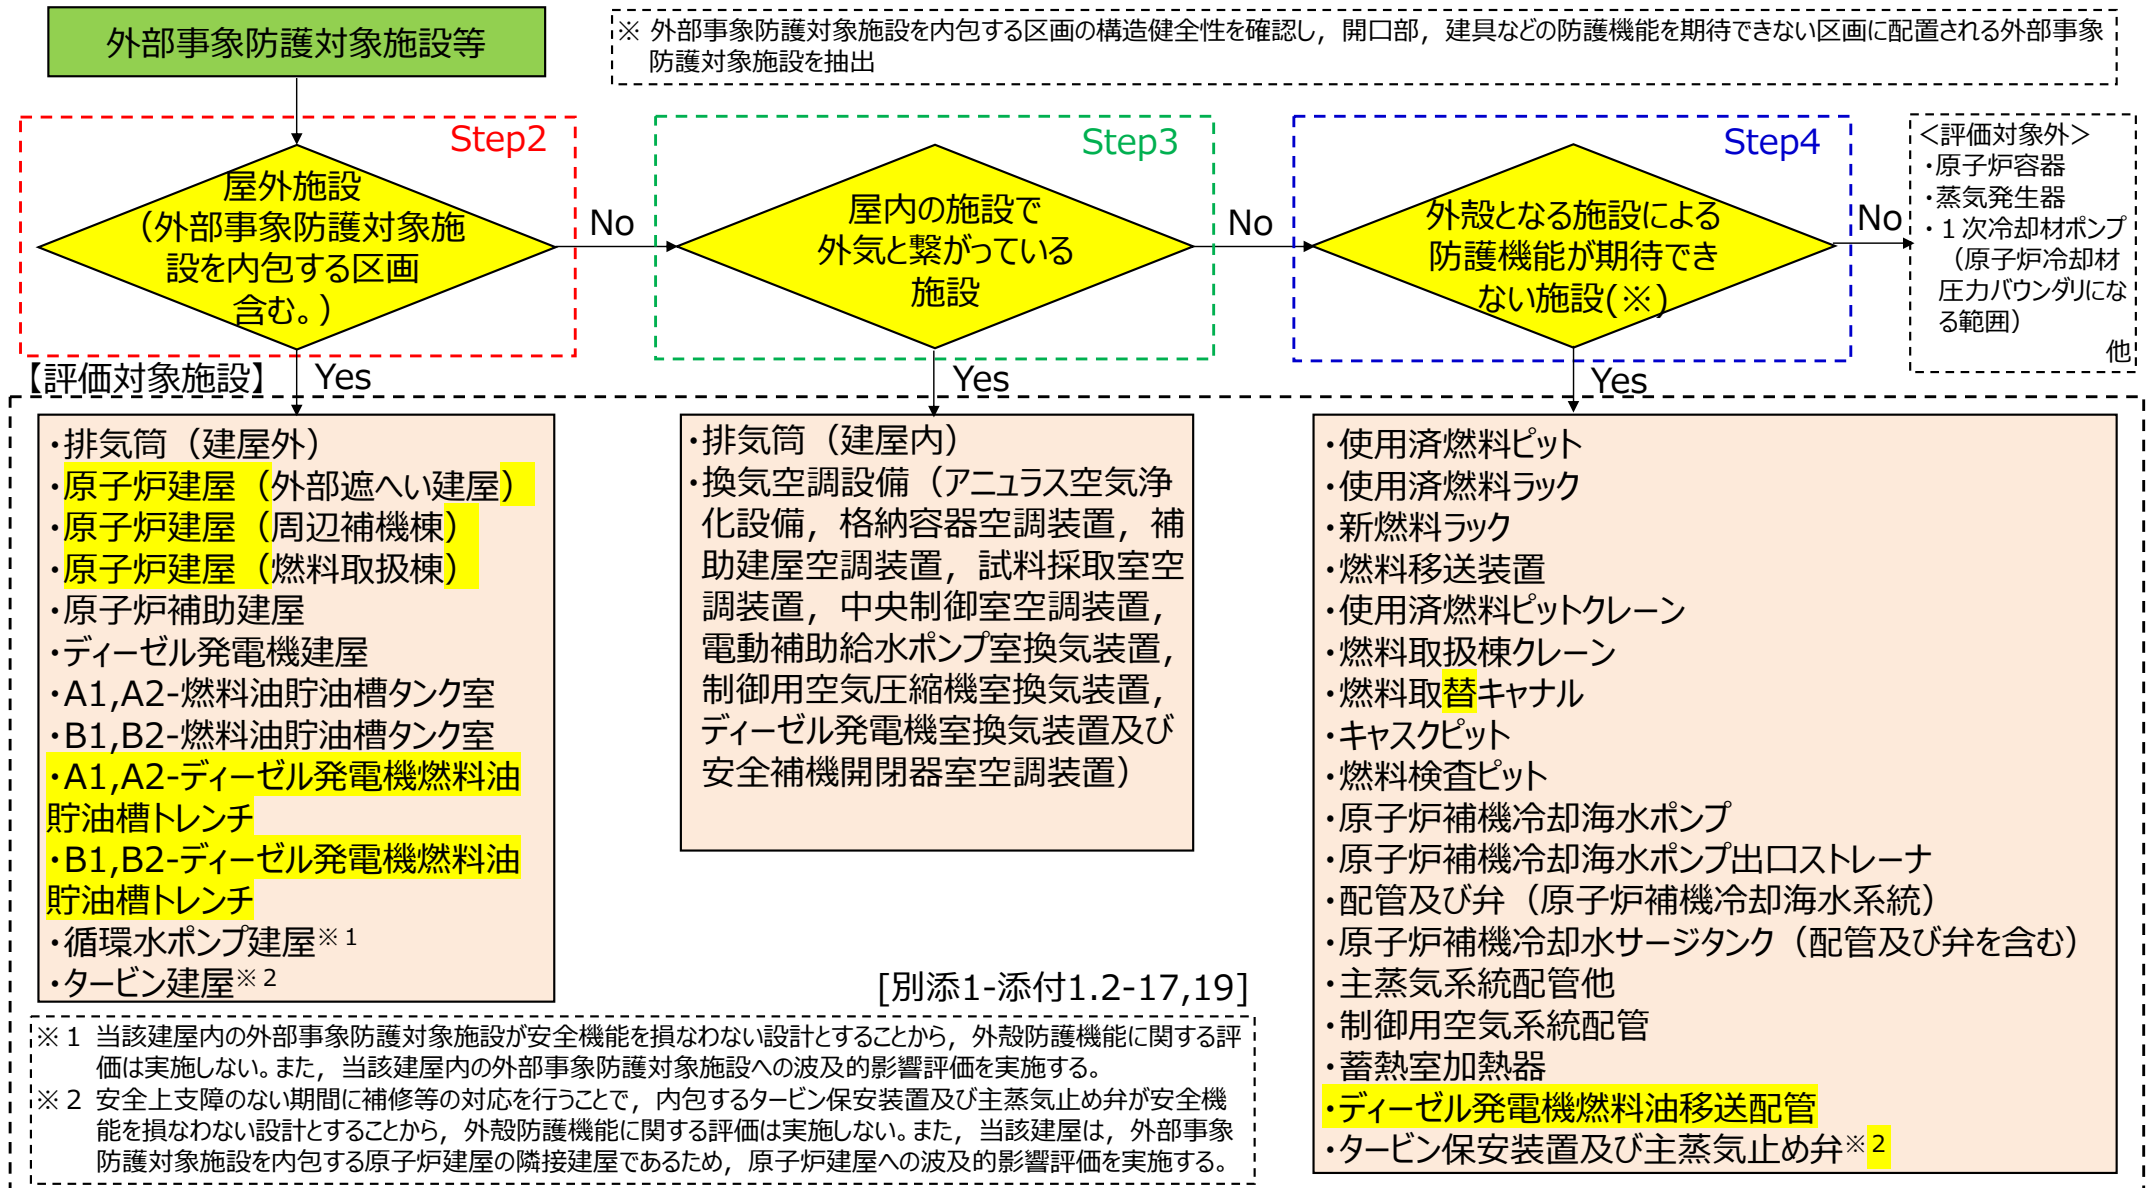 外部事象防護対象施設等
※ 外部事象防護対象施設を内包する区画の構造健全性を確認し，開口部，建具などの防護機能を期待できない区画に配置される外部事象
防護対象施設を抽出
Step2
屋外施設
（外部事象防護対象施
設を内包する区画
含む。）
No
Step3
屋内の施設で
外気と繋がっている
施設
No
Step4
外殻となる施設による
防護機能が期待でき
ない施設(※)
No
＜評価対象外＞
・原子炉容器
・蒸気発生器
・１次冷却材ポンプ
（原子炉冷却材
圧力バウンダリにな
る範囲）
他
【評価対象施設】
Yes
Yes
Yes
・排気筒（建屋外）
・原子炉建屋（外部遮へい建屋）
・原子炉建屋（周辺補機棟）
・原子炉建屋（燃料取扱棟）
・原子炉補助建屋
・ディーゼル発電機建屋
・A1,A2-燃料油貯油槽タンク室
・B1,B2-燃料油貯油槽タンク室
・A1,A2-ディーゼル発電機燃料油
貯油槽トレンチ
・B1,B2-ディーゼル発電機燃料油
貯油槽トレンチ
・循環水ポンプ建屋※１
・タービン建屋※２
・排気筒（建屋内）
・換気空調設備（アニュラス空気浄
化設備，格納容器空調装置，補
助建屋空調装置，試料採取室空
調装置，中央制御室空調装置，
電動補助給水ポンプ室換気装置，
制御用空気圧縮機室換気装置，
ディーゼル発電機室換気装置及び
安全補機開閉器室空調装置）
・使用済燃料ピット
・使用済燃料ラック
・新燃料ラック
・燃料移送装置
・使用済燃料ピットクレーン
・燃料取扱棟クレーン
・燃料取替キャナル
・キャスクピット
・燃料検査ピット
・原子炉補機冷却海水ポンプ
・原子炉補機冷却海水ポンプ出口ストレーナ
・配管及び弁（原子炉補機冷却海水系統）
・原子炉補機冷却水サージタンク（配管及び弁を含む）
・主蒸気系統配管他
・制御用空気系統配管
・蓄熱室加熱器
・ディーゼル発電機燃料油移送配管
・タービン保安装置及び主蒸気止め弁※２
[別添1-添付1.2-17,19]
※１ 当該建屋内の外部事象防護対象施設が安全機能を損なわない設計とすることから，外殻防護機能に関する評
価は実施しない。また，当該建屋内の外部事象防護対象施設への波及的影響評価を実施する。
※２ 安全上支障のない期間に補修等の対応を行うことで，内包するタービン保安装置及び主蒸気止め弁が安全機
能を損なわない設計とすることから，外殻防護機能に関する評価は実施しない。また，当該建屋は，外部事象
防護対象施設を内包する原子炉建屋の隣接建屋であるため，原子炉建屋への波及的影響評価を実施する。